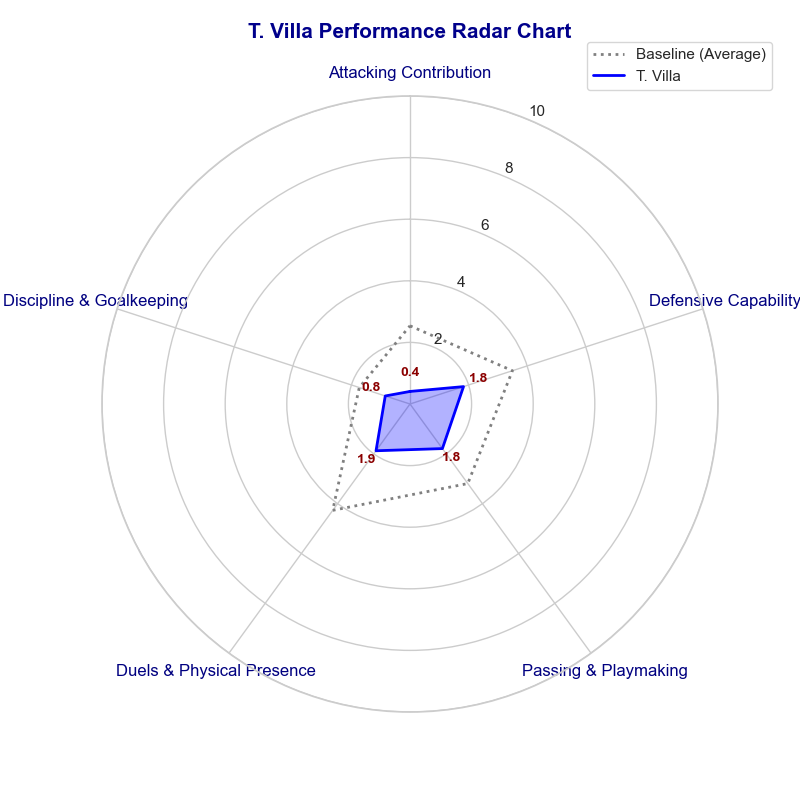 T. Villa Performance Radar Chart
Baseline (Average)
T. Villa
Attacking Contribution
10
8
6
4
2
Discipline & Goalkeeping
Defensive Capability
0.4
1.8
0.8
1.9
1.8
Duels & Physical Presence
Passing & Playmaking